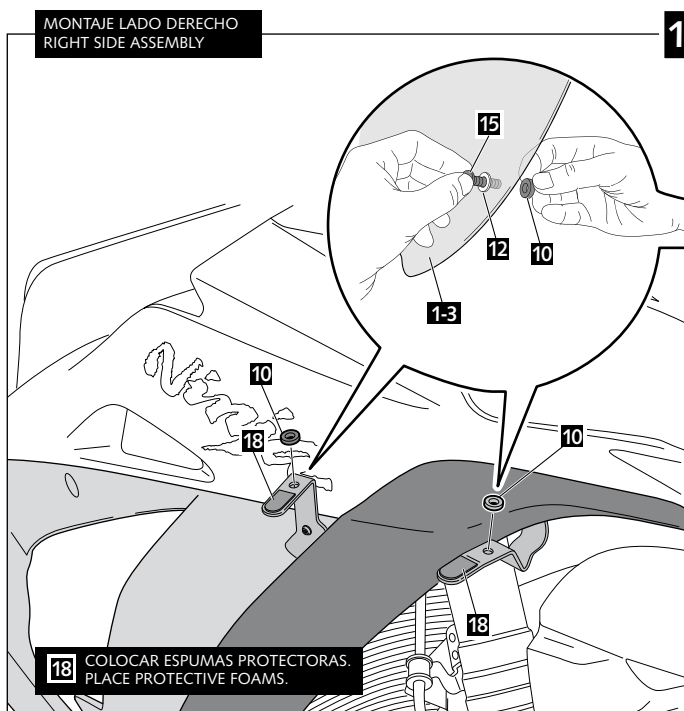 MONTAJE LADO DERECHO
RIGHT SIDE ASSEMBLY
1
15
12
10
1-3
10
18
10
18
18 COLOCAR ESPUMAS PROTECTORAS.
PLACE PROTECTIVE FOAMS.